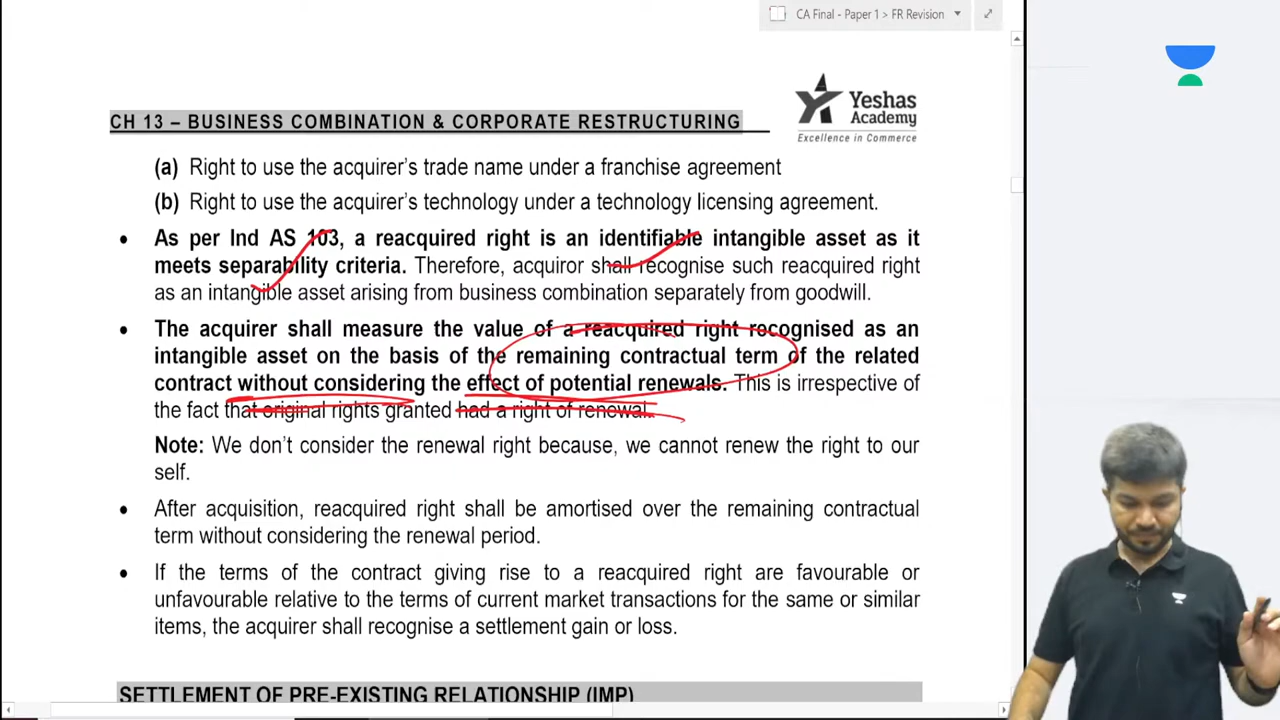 CA Final - Paper 1 > FR Revision
Yeshas
Academy
Excellence in Commerce
CH 13 – BUSINESS COMBINATION & CORPORATE RESTRUCTURING
(a) Right to use the acquirer's trade name under a franchise agreement
(b) Right to use the acquirer's technology under a technology licensing agreement.
• As per Ind AS 103, a reacquired right is an identifiable intangible asset as it
meets separability criteria. Therefore, acquiror shall recognise such reacquired right
as an intangible asset arising from business combination separately from goodwill.
• The acquirer shall measure the value of a reacquired right recognised as an
intangible asset on the basis of the remaining contractual term of the related
contract without considering the effect of potential renewals. This is irrespective of
the fact that original rights granted had a right of renewal.
Note: We don't consider the renewal right because, we cannot renew the right to our
self.
• After acquisition, reacquired right shall be amortised over the remaining contractual
term without considering the renewal period.
• If the terms of the contract giving rise to a reacquired right are favourable or
unfavourable relative to the terms of current market transactions for the same or similar
items, the acquirer shall recognise a settlement gain or loss.
SETTLEMENT OF PRE-EXISTING RELATIONSHIP (IMP)